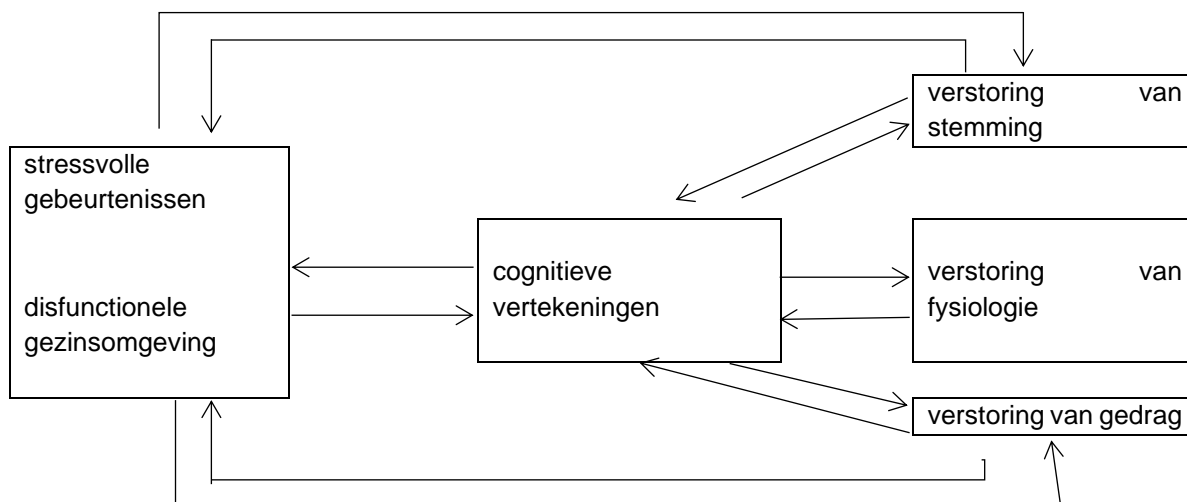 verstoring van
stemming
stressvolle
gebeurtenissen
disfunctionele
gezinsomgeving
cognitieve
vertekeningen
verstoring van
fysiologie
verstoring van gedrag